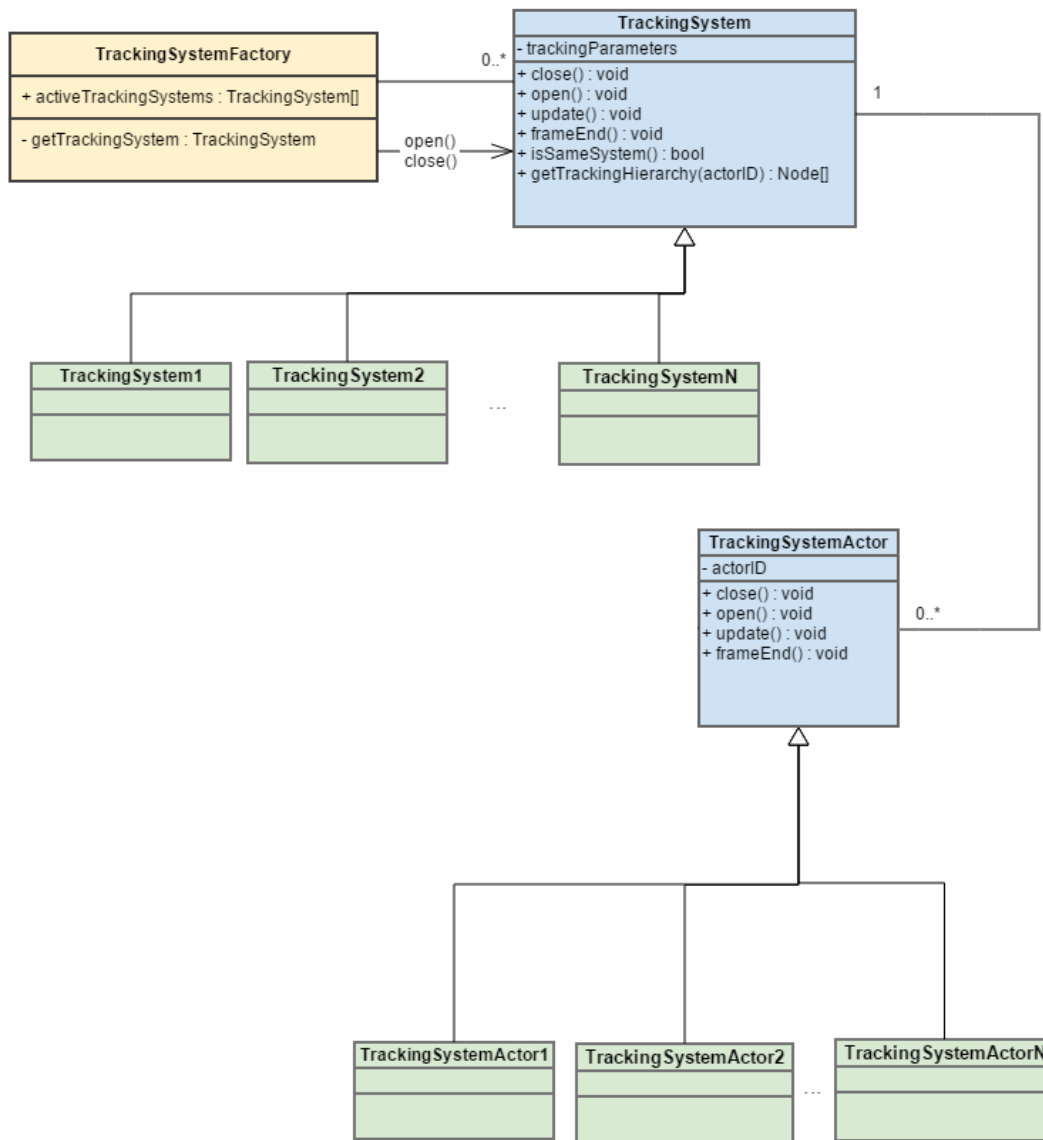 TrackingSystem
- trackingParameters
+ close() : void
+ open() : void
+ update() : void
+ frameEnd() : void
+ isSameSystem() : bool
+ getTrackingHierarchy(actorID) : Node[]
TrackingSystemFactory
+ activeTrackingSystems : TrackingSystem[]
- getTrackingSystem : TrackingSystem
0..*
open()
close()
1
TrackingSystem1
TrackingSystem2
...
TrackingSystemN
TrackingSystemActor
- actorID
+ close() : void
+ open() : void
+ update() : void
+ frameEnd() : void
0..*
TrackingSystemActor1
TrackingSystemActor2
...
TrackingSystemActorN